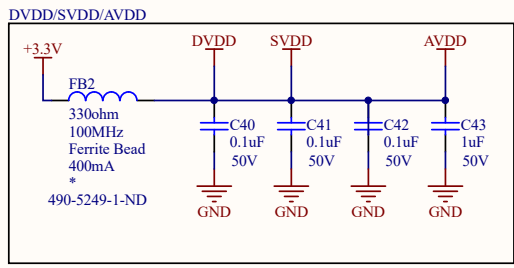 DVDD/SVDD/AVDD
+3.3V
DVDD
SVDD
AVDD
FB2
330ohm
100MHz
Ferrite Bead
400mA
*
490-5249-1-ND
C40
0.1uF
50V
C41
0.1uF
50V
C42
0.1uF
50V
C43
1uF
50V
GND
GND
GND
GND